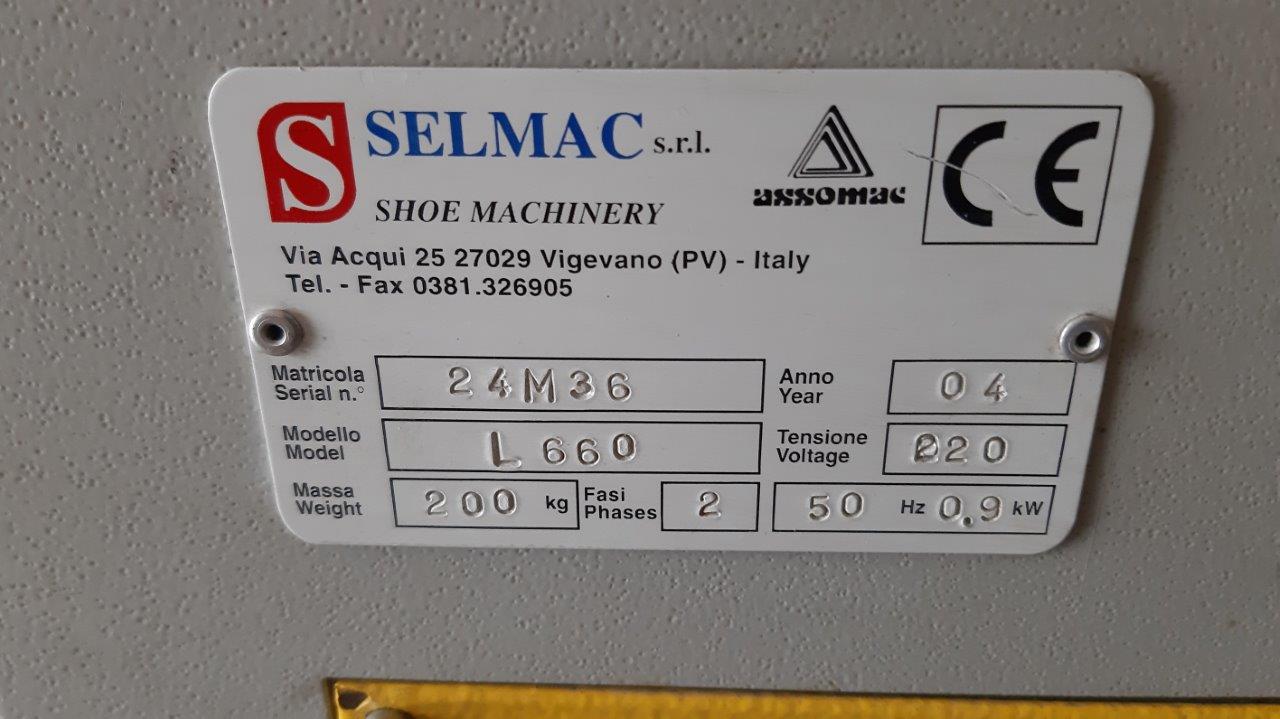 S SELMAC s.r.l.
SHOE MACHINERY
assomac
CE
Via Acqui 25 27029 Vigevano (PV) - Italy
Tel. - Fax 0381.326905
Matricola
Serial n.° 24M36
Anno
Year 04
Modello
Model L 660
Tensione
Voltage 220
Massa
Weight 200 kg
Fasi
Phases 2
50 Hz 0.9 kW